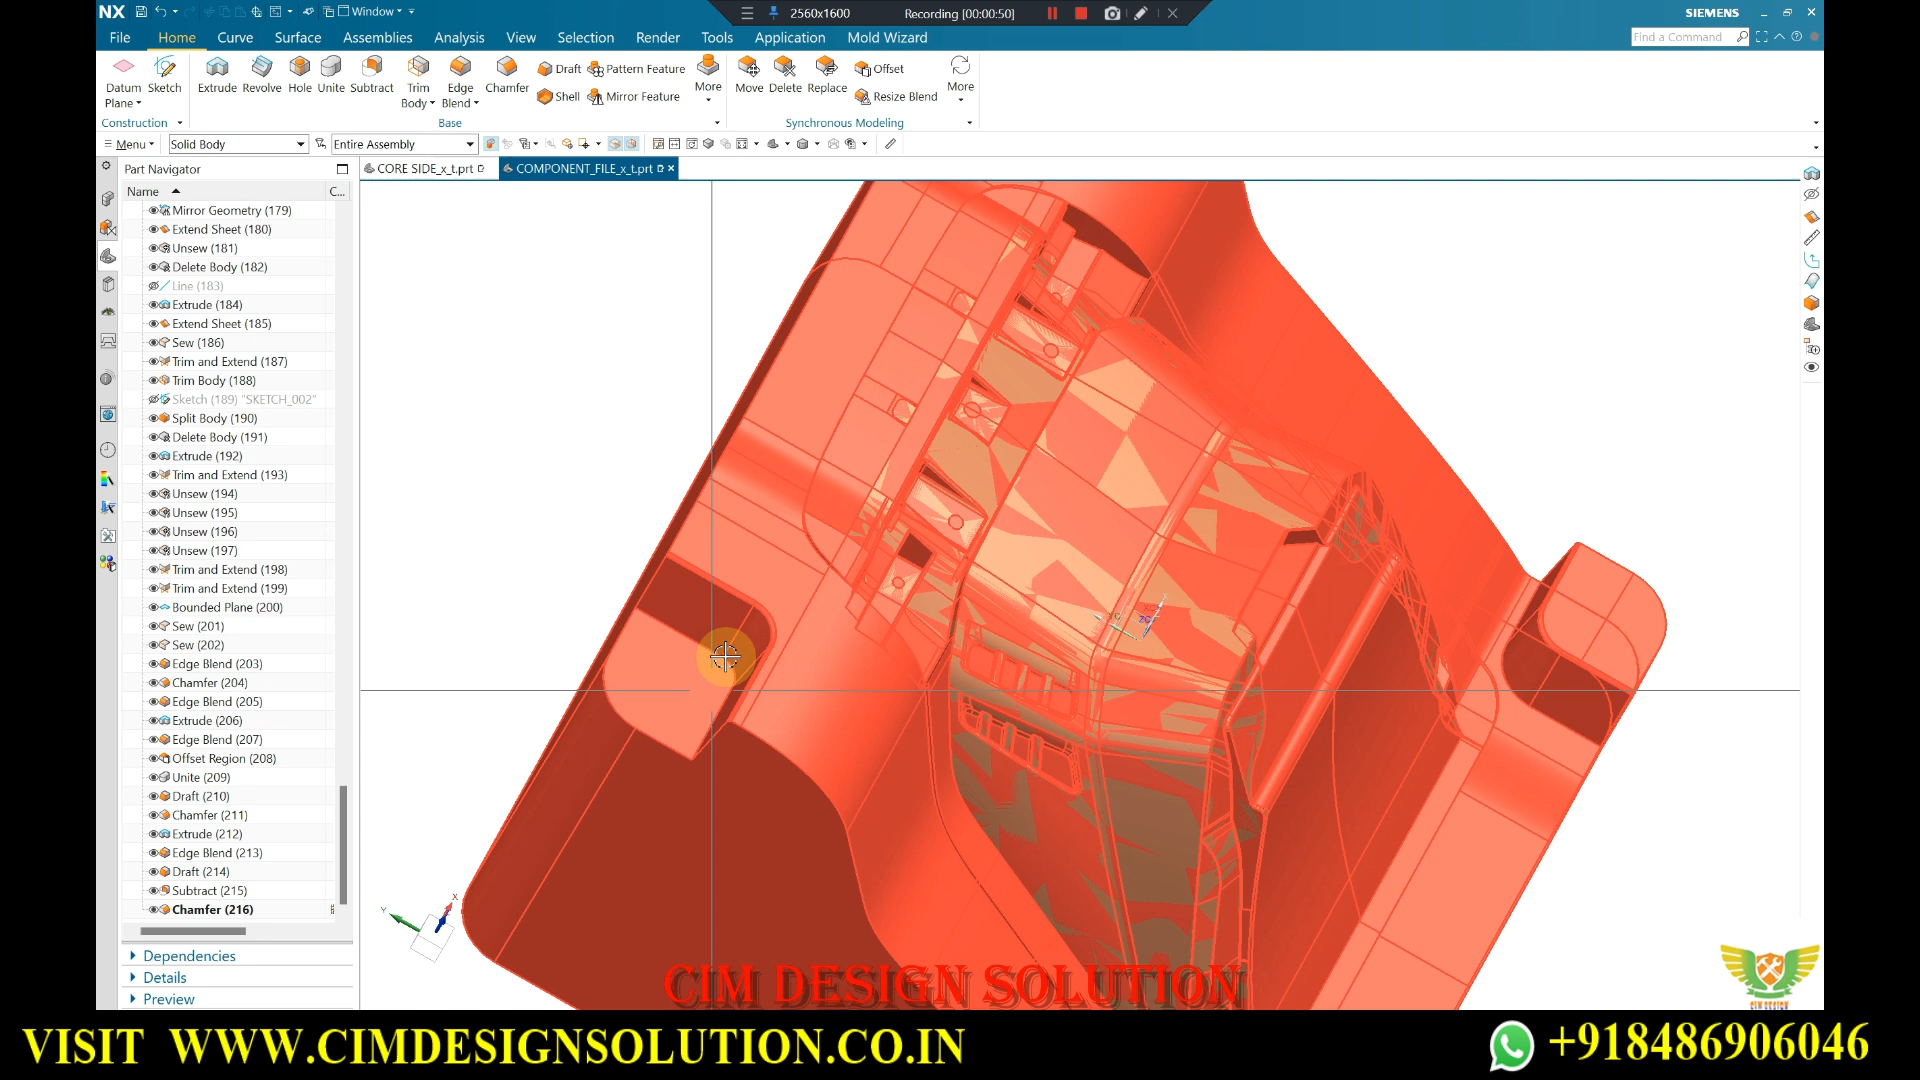 NX Window 2560x1600 Recording [00:00:50] SIEMENS
File Home Curve Surface Assemblies Analysis View Selection Render Tools Application Mold Wizard Find a Command
Datum Plane Sketch Extrude Revolve Hole Unite Subtract Trim Body Edge Blend Chamfer Draft Pattern Feature More Move Delete Replace Offset More
Shell Mirror Feature Resize Blend
Construction Base Synchronous Modeling
Menu Solid Body Entire Assembly
Part Navigator CORE SIDE_x_t.prt COMPONENT_FILE_x_t.prt
Name C...
Mirror Geometry (179)
Extend Sheet (180)
Unsew (181)
Delete Body (182)
Line (183)
Extrude (184)
Extend Sheet (185)
Sew (186)
Trim and Extend (187)
Trim Body (188)
Sketch (189) "SKETCH_002"
Split Body (190)
Delete Body (191)
Extrude (192)
Trim and Extend (193)
Unsew (194)
Unsew (195)
Unsew (196)
Unsew (197)
Trim and Extend (198)
Trim and Extend (199)
Bounded Plane (200)
Sew (201)
Sew (202)
Edge Blend (203)
Chamfer (204)
Edge Blend (205)
Extrude (206)
Edge Blend (207)
Offset Region (208)
Unite (209)
Draft (210)
Chamfer (211)
Extrude (212)
Edge Blend (213)
Draft (214)
Subtract (215)
Chamfer (216)
Dependencies
Details
Preview
CIM DESIGN SOLUTION
VISIT WWW.CIMDESIGNSOLUTION.CO.IN
+918486906046